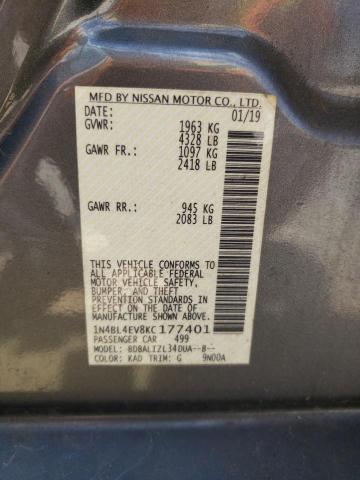 MFD BY NISSAN MOTOR CO., LTD.
DATE: 01/19
GVWR: 1963 KG
4328 LB
GAWR FR.: 1097 KG
2418 LB
GAWR RR.: 945 KG
2083 LB
THIS VEHICLE CONFORMS TO ALL
APPLICABLE FEDERAL
MOTOR VEHICLE SAFETY,
BUMPER, AND THEFT
PREVENTION STANDARDS
IN EFFECT ON THE DATE OF
MANUFACTURE SHOWN ABOVE.
1N4BL4EV8KC177401
PASSENGER CAR 499
MODEL: BDBALIZL34DUA--B--
COLOR: KAD TRIM: G 9N00A